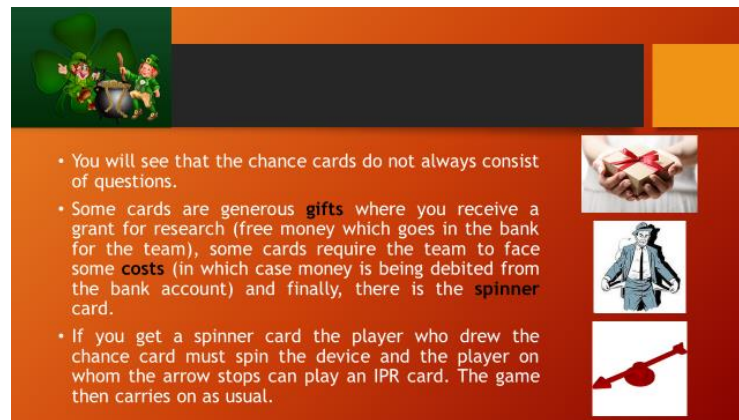 • You will see that the chance cards do not always consist
of questions.
• Some cards are generous gifts where you receive a
grant for research (free money which goes in the bank
for the team), some cards require the team to face
some costs (in which case money is being debited from
the bank account) and finally, there is the spinner
card.
• If you get a spinner card the player who drew the
chance card must spin the device and the player on
whom the arrow stops can play an IPR card. The game
then carries on as usual.